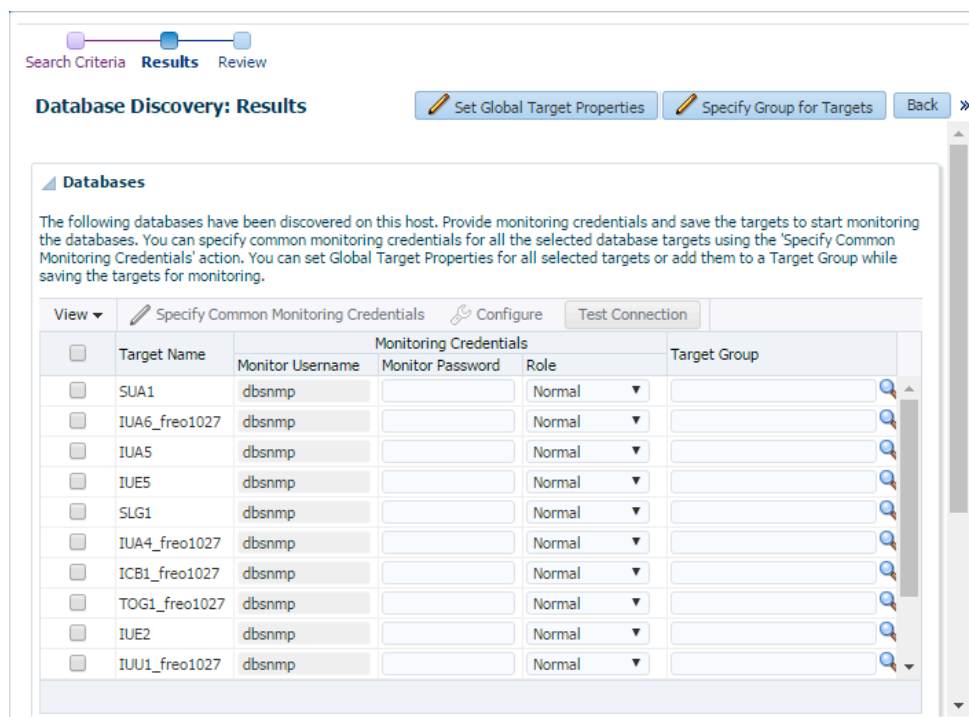 Search Criteria Results Review
Database Discovery: Results Set Global Target Properties Specify Group for Targets Back »
Databases
The following databases have been discovered on this host. Provide monitoring credentials and save the targets to start monitoring
the databases. You can specify common monitoring credentials for all the selected database targets using the 'Specify Common
Monitoring Credentials' action. You can set Global Target Properties for all selected targets or add them to a Target Group while
saving the targets for monitoring.
View Specify Common Monitoring Credentials Configure Test Connection
Target Name Monitoring Credentials Target Group
Monitor Username Monitor Password Role
SUA1 dbsnmp Normal
IUA6_freo1027 dbsnmp Normal
IUA5 dbsnmp Normal
IUE5 dbsnmp Normal
SLG1 dbsnmp Normal
IUA4_freo1027 dbsnmp Normal
ICB1_freo1027 dbsnmp Normal
TOG1_freo1027 dbsnmp Normal
IUE2 dbsnmp Normal
IUU1_freo1027 dbsnmp Normal